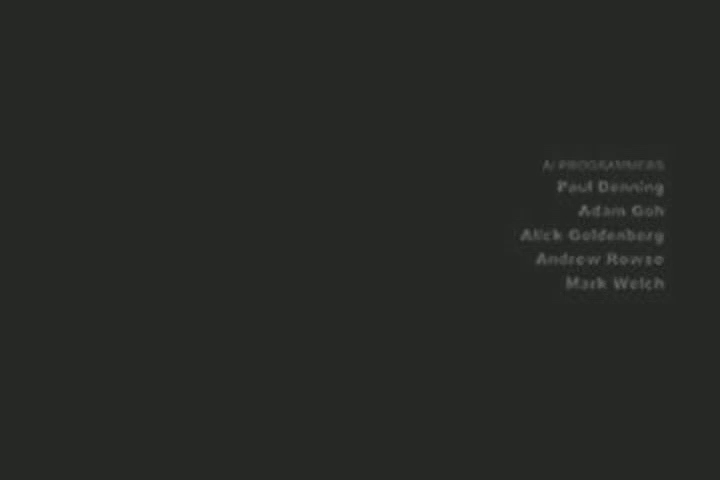 AI PROGRAMMERS
Paul Denning
Adam Goh
Alick Goldenberg
Andrew Rowse
Mark Welch